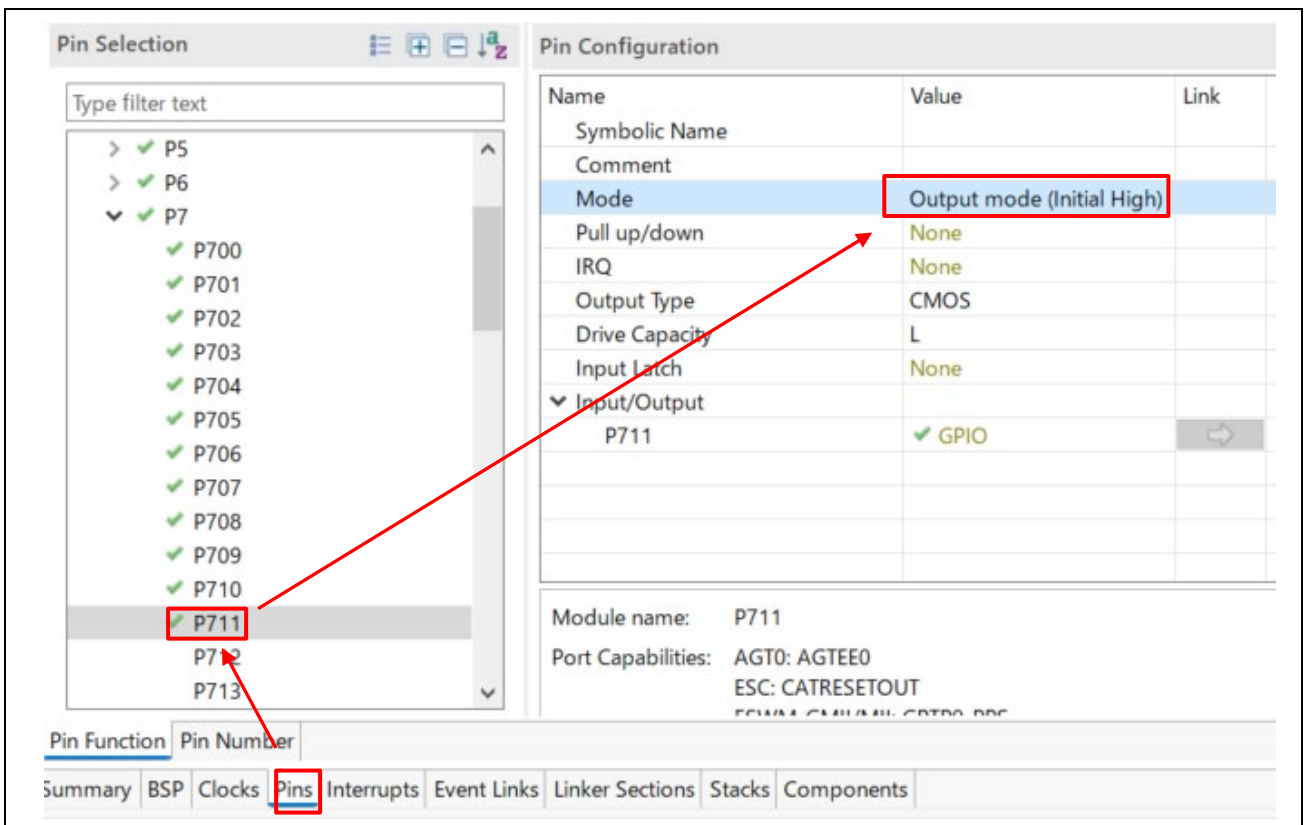 Pin Selection
Type filter text
P5
P6
P7
P700
P701
P702
P703
P704
P705
P706
P707
P708
P709
P710
P711
P712
P713
Pin Configuration
Name Value Link
Symbolic Name
Comment
Mode Output mode (Initial High)
Pull up/down None
IRQ None
Output Type CMOS
Drive Capacity L
Input Latch None
Input/Output
P711 GPIO
Module name: P711
Port Capabilities: AGT0: AGTEE0
ESC: CATRESETOUT
Pin Function Pin Number
Summary BSP Clocks Pins Interrupts Event Links Linker Sections Stacks Components